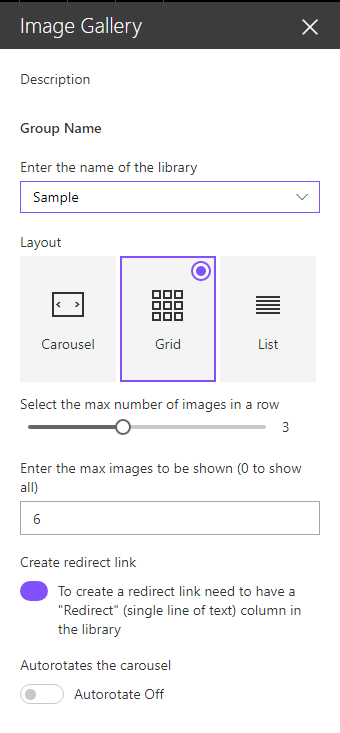 Image Gallery
Description
Group Name
Enter the name of the library
Sample
Layout
Carousel
Grid
List
Select the max number of images in a row
3
Enter the max images to be shown (0 to show
all)
6
Create redirect link
To create a redirect link need to have a
"Redirect" (single line of text) column in
the library
Autorotates the carousel
Autorotate Off